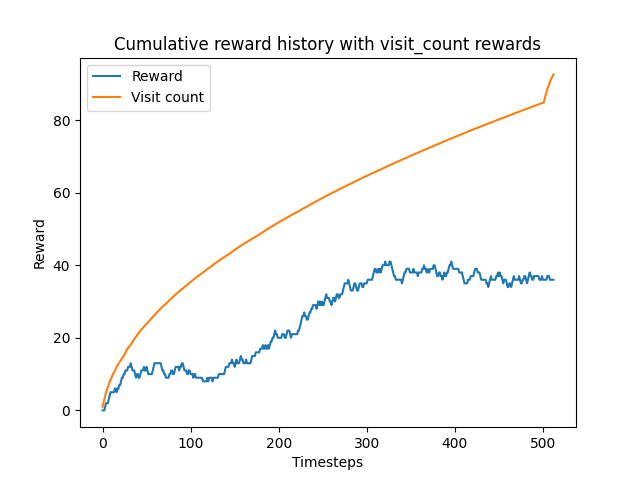 Cumulative reward history with visit_count rewards
Reward
Visit count
80
60
40
20
0
Reward
0 100 200 300 400 500
Timesteps